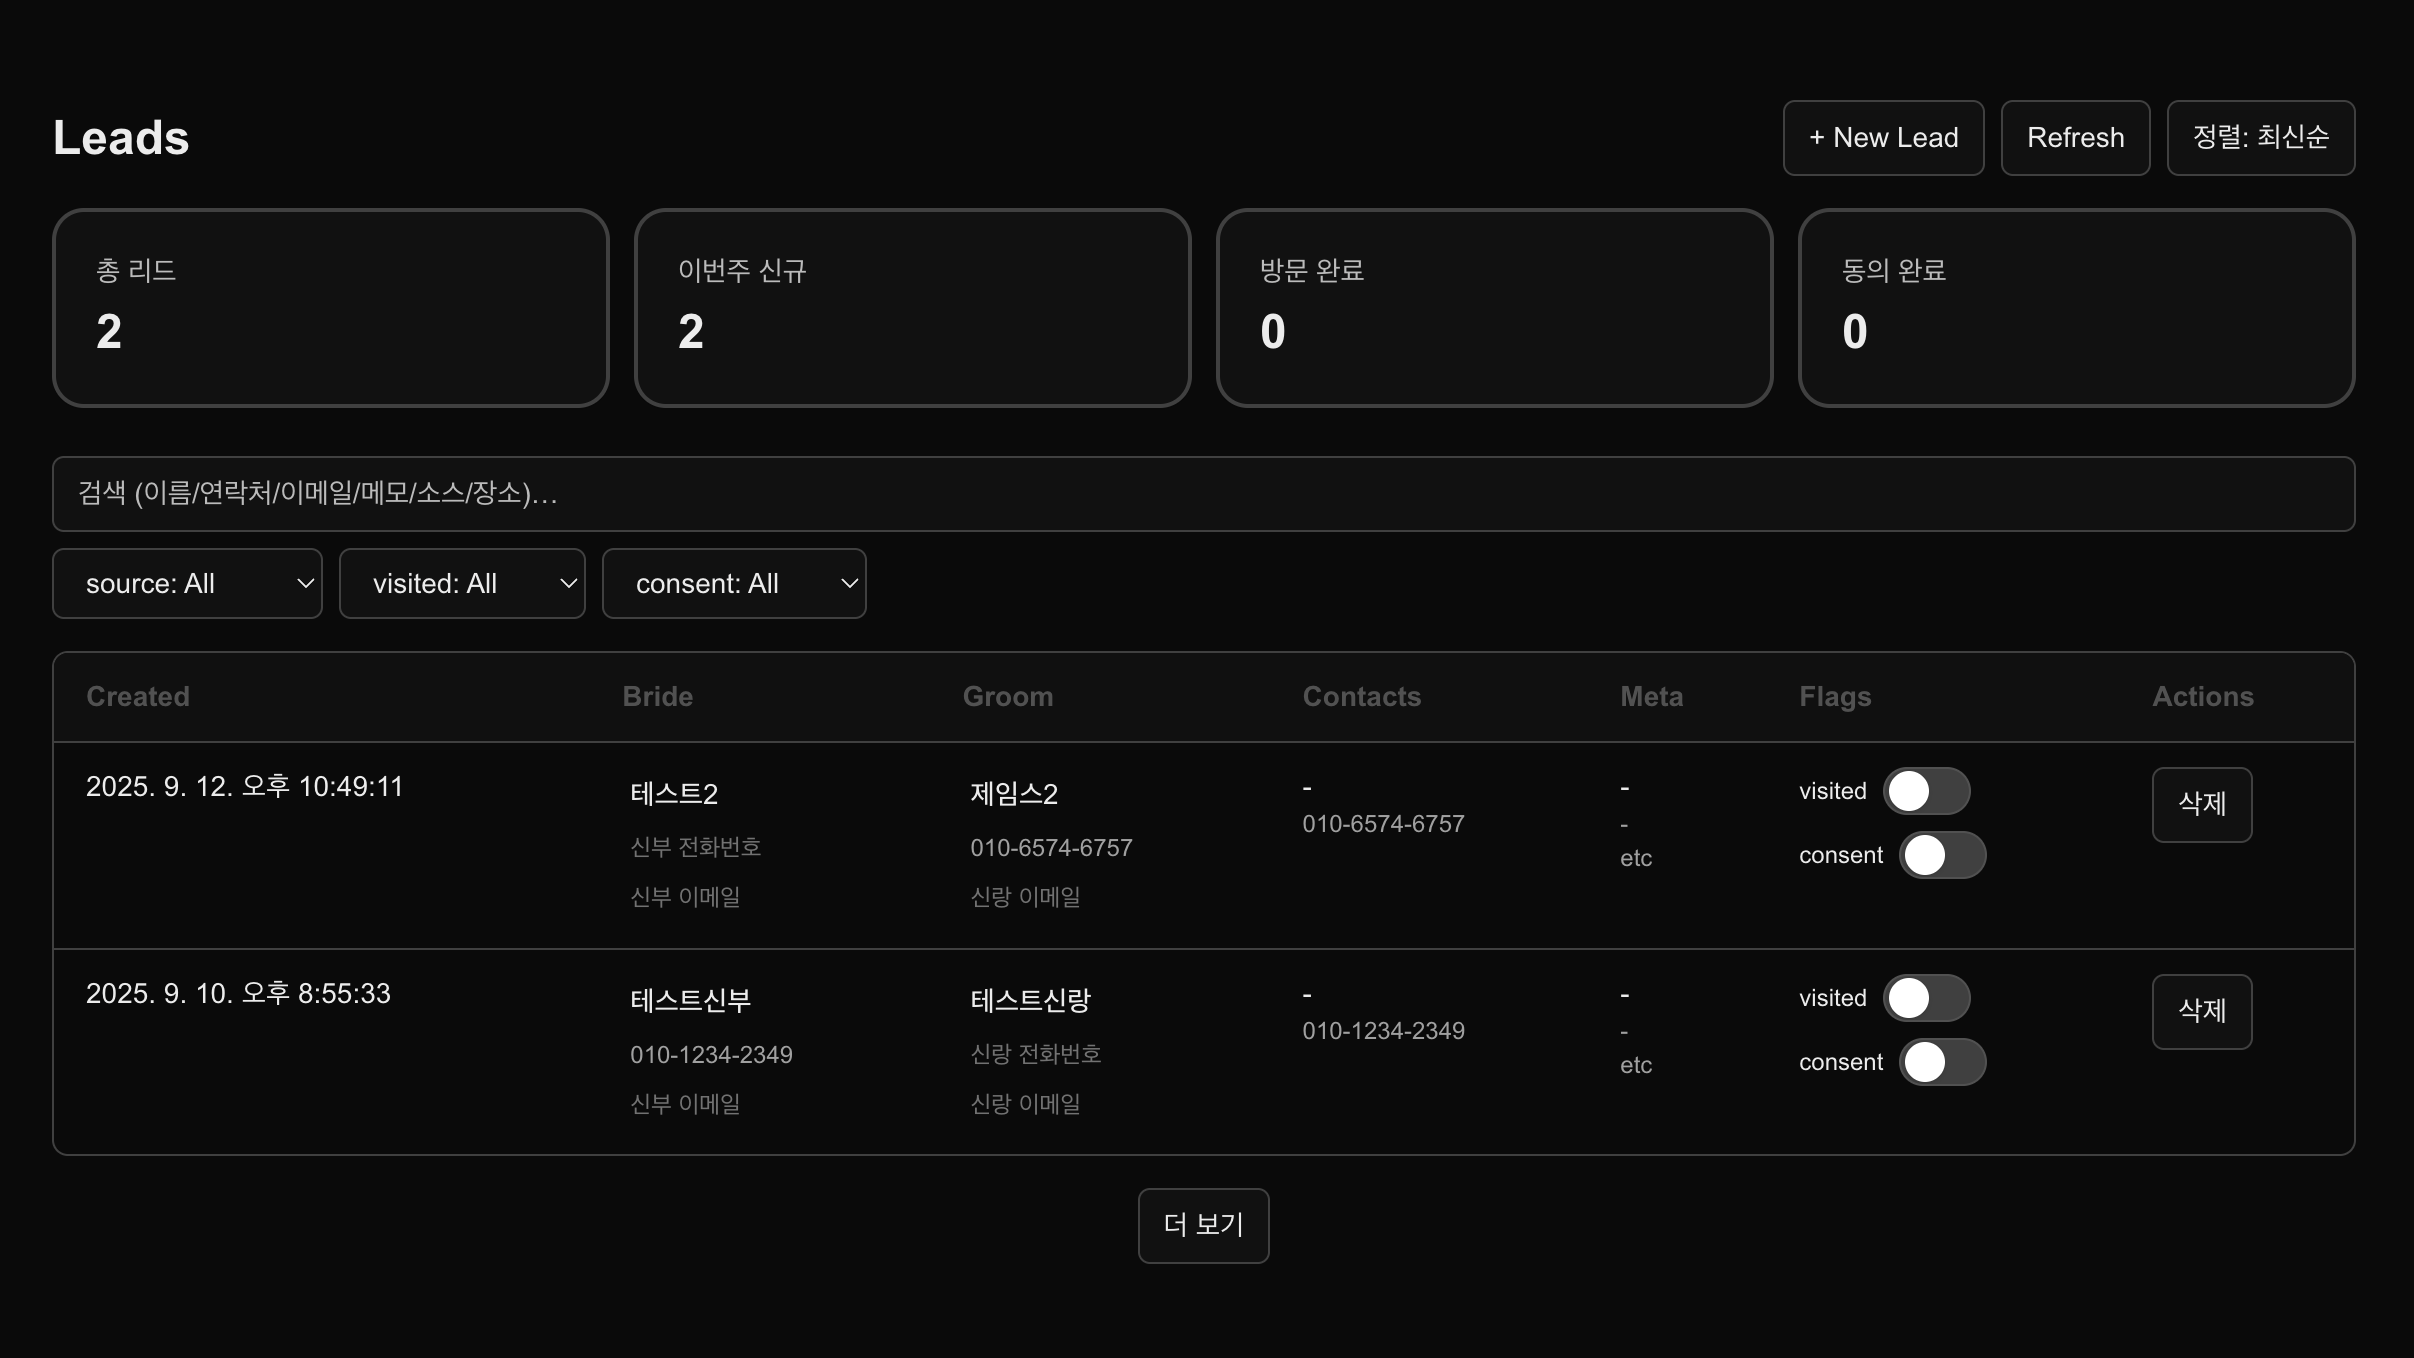 Leads
+ New Lead
Refresh
정렬: 최신순
총 리드
2
이번주 신규
2
방문 완료
0
동의 완료
0
검색 (이름/연락처/이메일/메모/소스/장소)…
source: All
visited: All
consent: All
Created Bride Groom Contacts Meta Flags Actions
2025. 9. 12. 오후 10:49:11
테스트2
신부 전화번호
신부 이메일
제임스2
010-6574-6757
신랑 이메일
-
010-6574-6757
-
-
etc
visited
consent
삭제
2025. 9. 10. 오후 8:55:33
테스트신부
010-1234-2349
신부 이메일
테스트신랑
신랑 전화번호
신랑 이메일
-
010-1234-2349
-
-
etc
visited
consent
삭제
더 보기